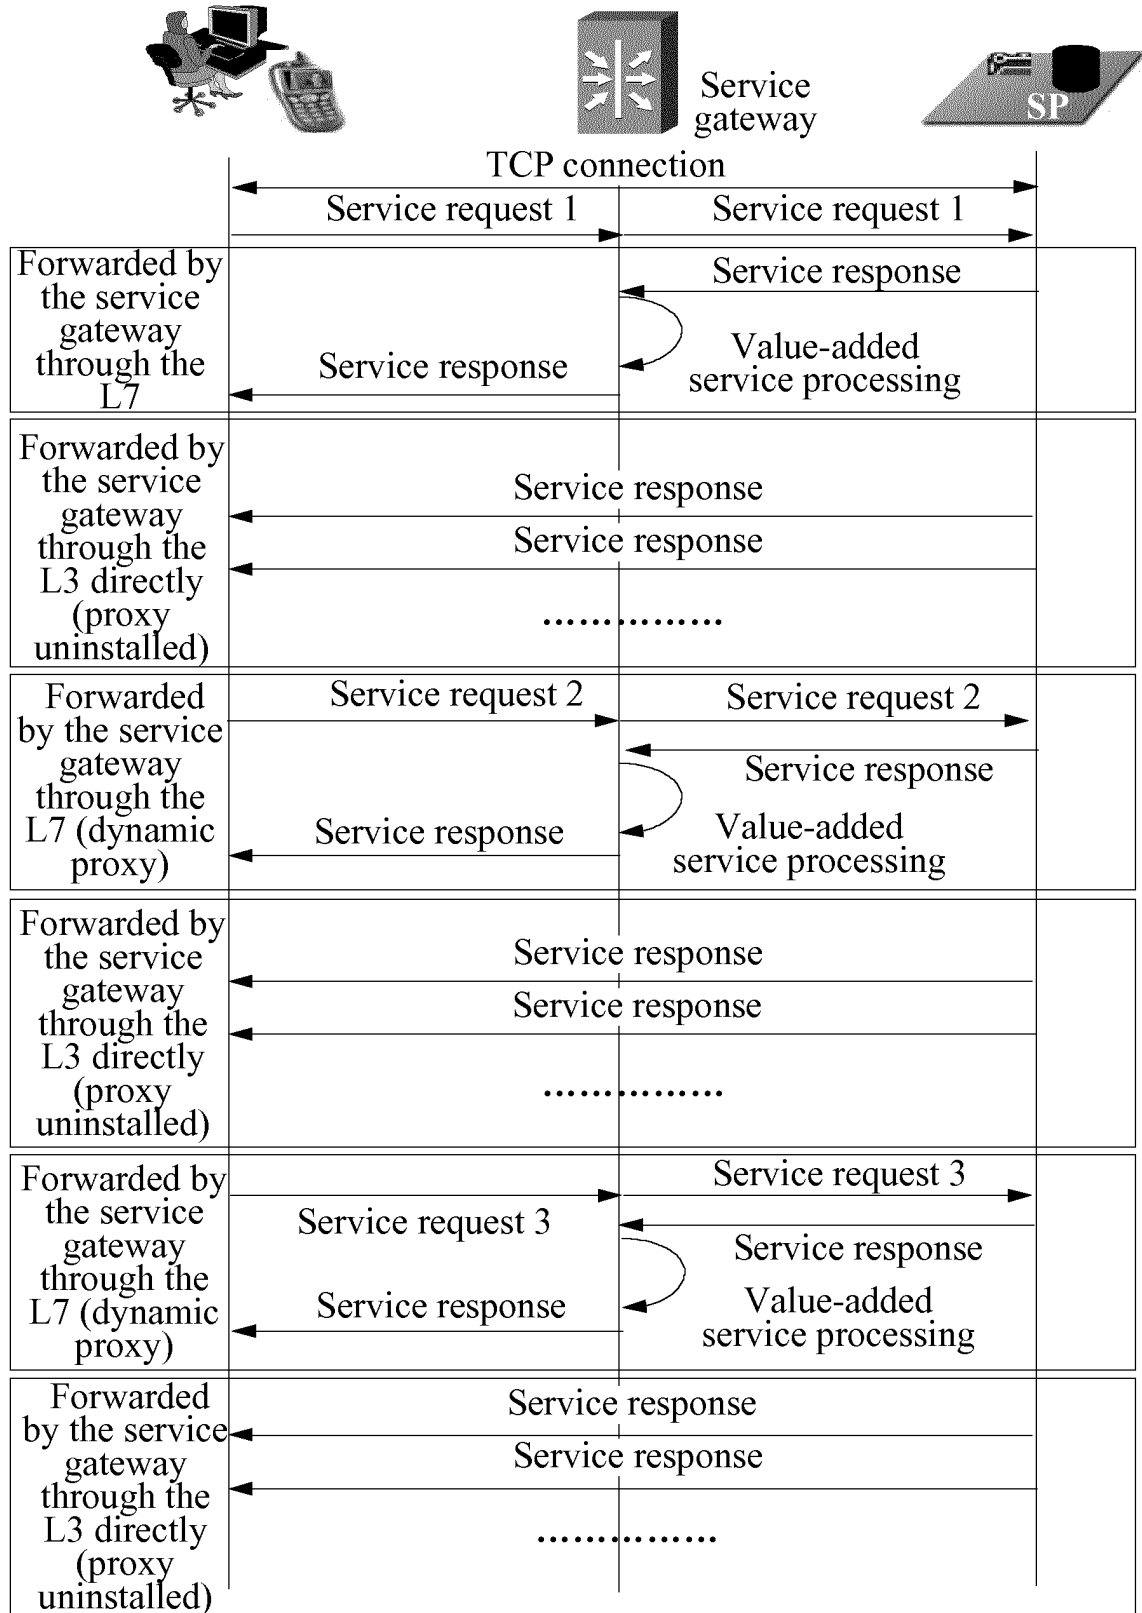 Service
gateway
SP
TCP connection
Service request 1
Service request 1
Forwarded by
the service
gateway
through the
L7
Service response
Value-added
service processing
Service response
Forwarded by
the service
gateway
through the
L3 directly
(proxy
uninstalled)
Service response
Service response
...............
Forwarded
by the service
gateway
through the
L7 (dynamic
proxy)
Service request 2
Service request 2
Service response
Service response
Value-added
service processing
Forwarded by
the service
gateway
through the
L3 directly
(proxy
uninstalled)
Service response
Service response
...............
Forwarded by
the service
gateway
through the
L7 (dynamic
proxy)
Service request 3
Service request 3
Service response
Service response
Value-added
service processing
Forwarded
by the service
gateway
through the
L3 directly
(proxy
uninstalled)
Service response
Service response
...............